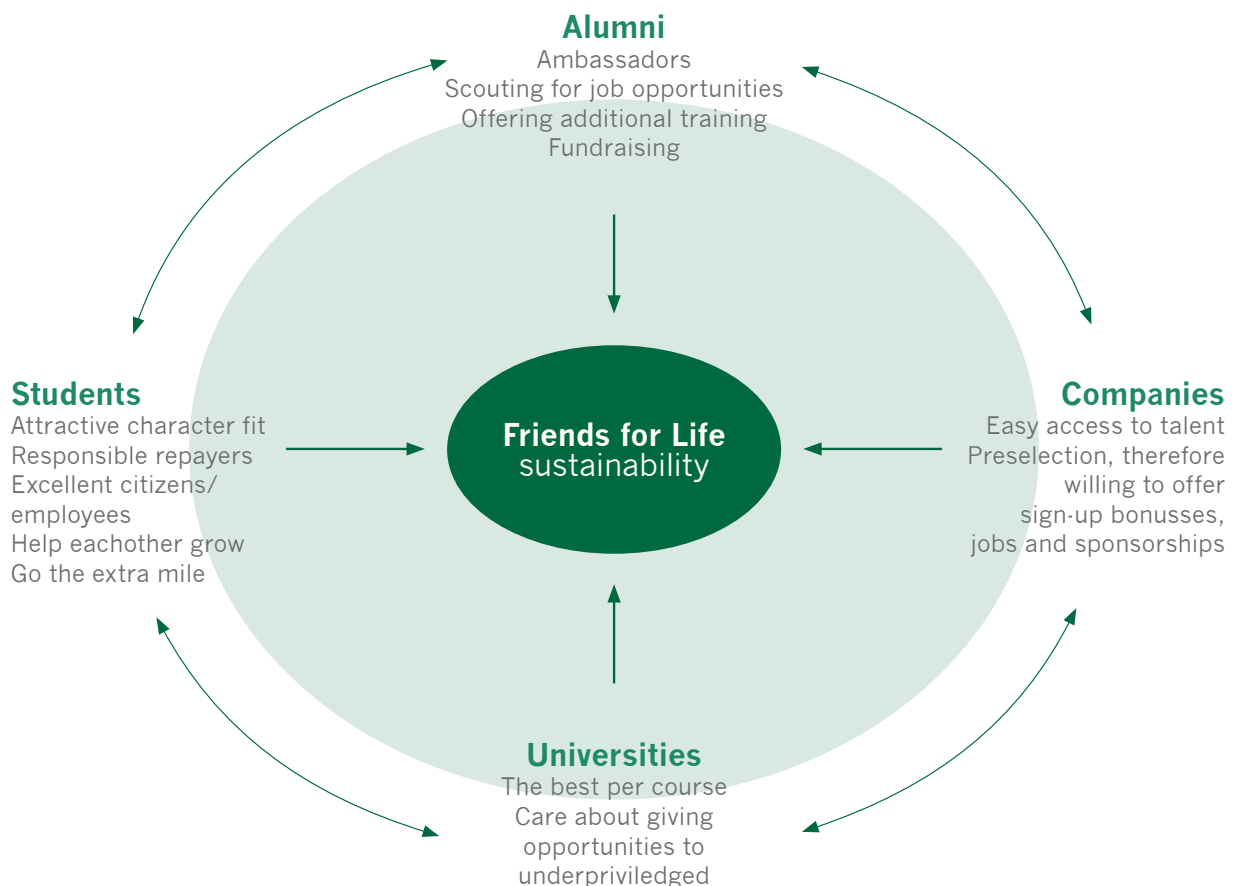 Alumni
Ambassadors
Scouting for job opportunities
Offering additional training
Fundraising
Students
Attractive character fit
Responsible repayers
Excellent citizens/
employees
Help eachother grow
Go the extra mile
Friends for Life
sustainability
Companies
Easy access to talent
Preselection, therefore
willing to offer
sign-up bonusses,
jobs and sponsorships
Universities
The best per course
Care about giving
opportunities to
underpriviledged